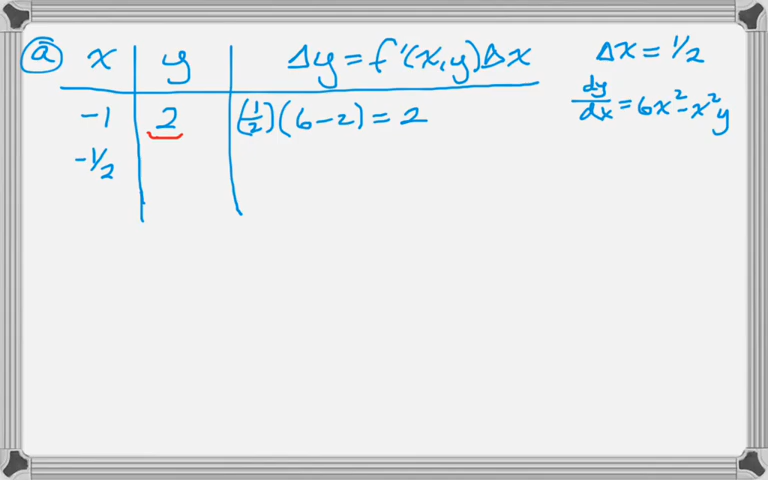 ⓐ x y Δy = f'(x,y)Δx Δx = 1/2
dy/dx = 6x² - x²y
-1 2 (1/2)(6-2) = 2
-1/2